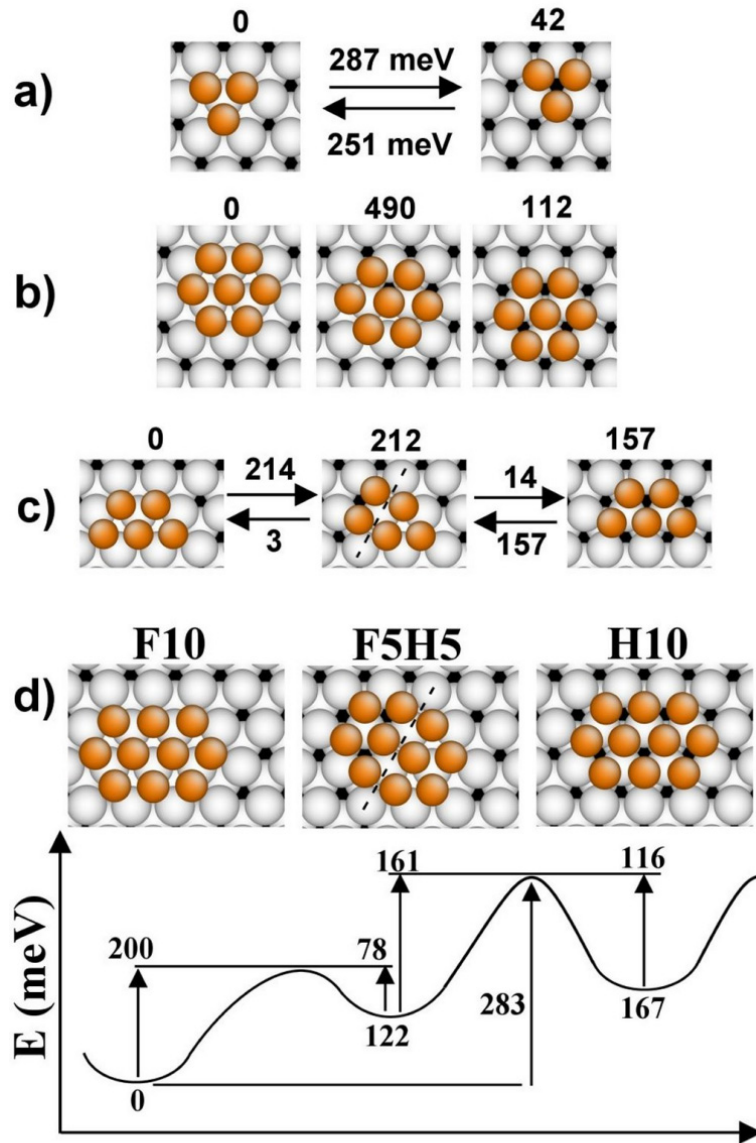 0 42
a) 287 meV
251 meV
0 490 112
b)
0 212 157
c) 214 14
3 157
F10 F5H5 H10
d)
161 116
200 78
283
122 167
0
E (meV)